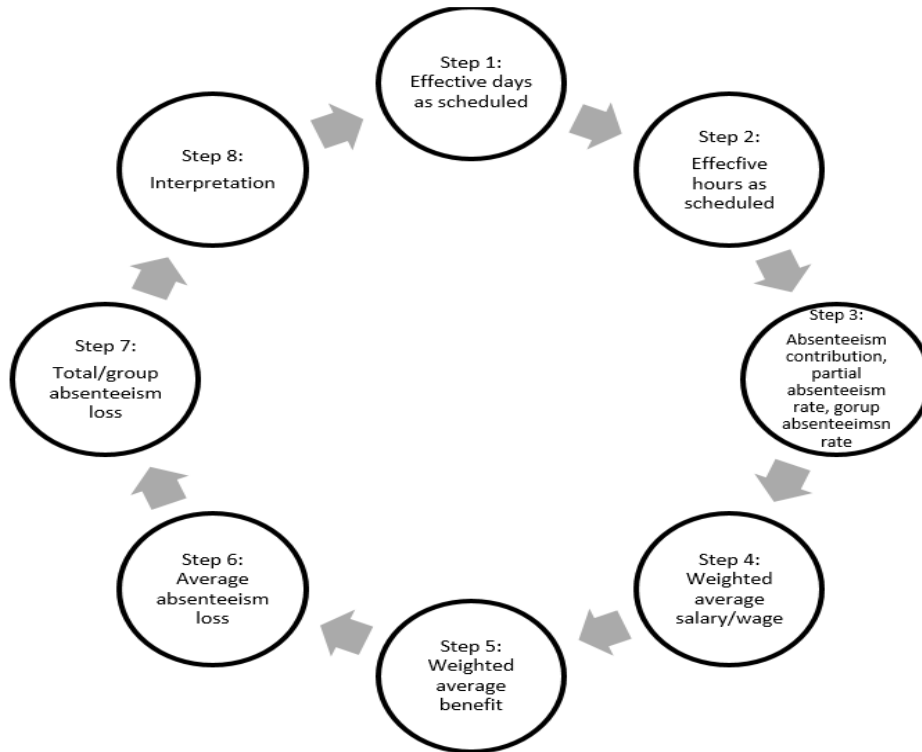 Step 1:
Effective days
as scheduled
Step 2:
Effecfive
hours as
scheduled
Step 3:
Absenteeism
contribution,
partial
absenteeism
rate, gorup
absenteeimsn
rate
Step 4:
Weighted
average
salary/wage
Step 5:
Weighted
average
benefit
Step 6:
Average
absenteeism
loss
Step 7:
Total/group
absenteeism
loss
Step 8:
Interpretation